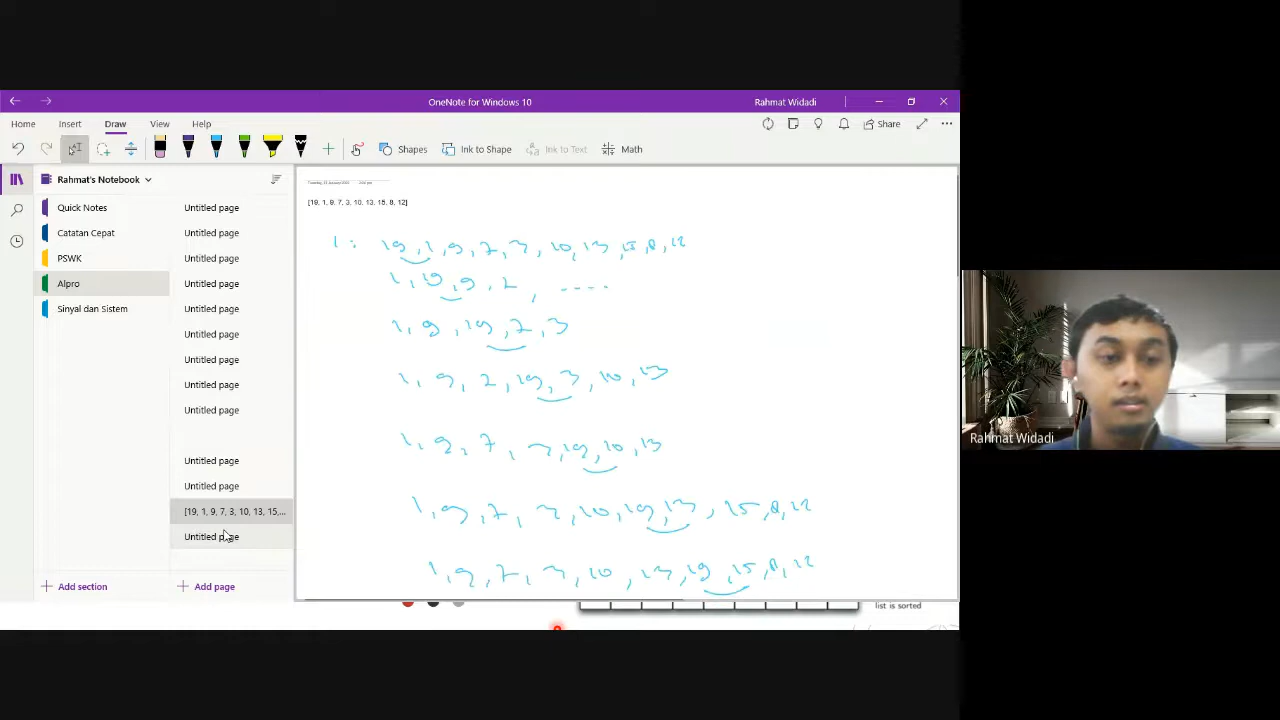 OneNote for Windows 10
Rahmat Widadi
Home Insert Draw View Help
Share
Shapes Ink to Shape Ink to Text Math
Rahmat's Notebook
Quick Notes
Catatan Cepat
PSWK
Alpro
Sinyal dan Sistem
Add section
Untitled page
Untitled page
Untitled page
Untitled page
Untitled page
Untitled page
Untitled page
Untitled page
Untitled page
Untitled page
Untitled page
[19, 1, 9, 7, 3, 10, 13, 15,...
Untitled page
Add page
[19, 1, 9, 7, 3, 10, 13, 15, 8, 12]
1: 19, 1, 9, 7, 3, 10, 13, 15, 8, 12
1, 19, 9, 7, ....
1, 9, 19, 7, 3
1, 9, 7, 19, 3, 10, 13
1, 9, 7, 3, 19, 10, 13
1, 9, 7, 3, 10, 19, 13, 15, 8, 12
1, 9, 7, 3, 10, 13, 19, 15, 8, 12
list is sorted
Rahmat Widadi